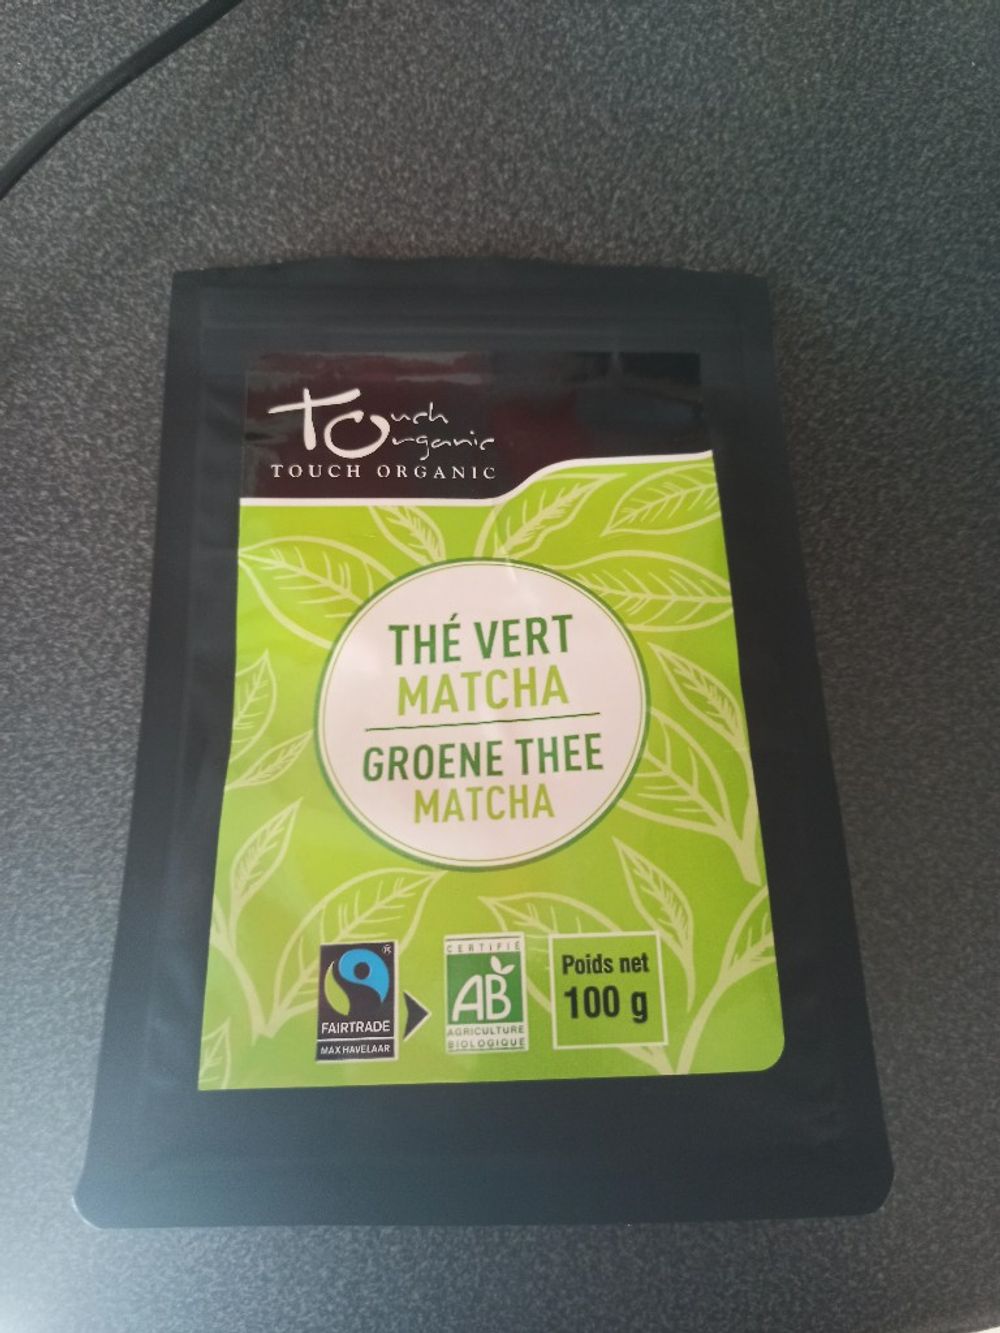 Touch
Organic
TOUCH ORGANIC
THÉ VERT
MATCHA
GROENE THEE
MATCHA
®
FAIRTRADE
MAX HAVELAAR
CERTIFIÉ
AB
AGRICULTURE
BIOLOGIQUE
Poids net
100 g